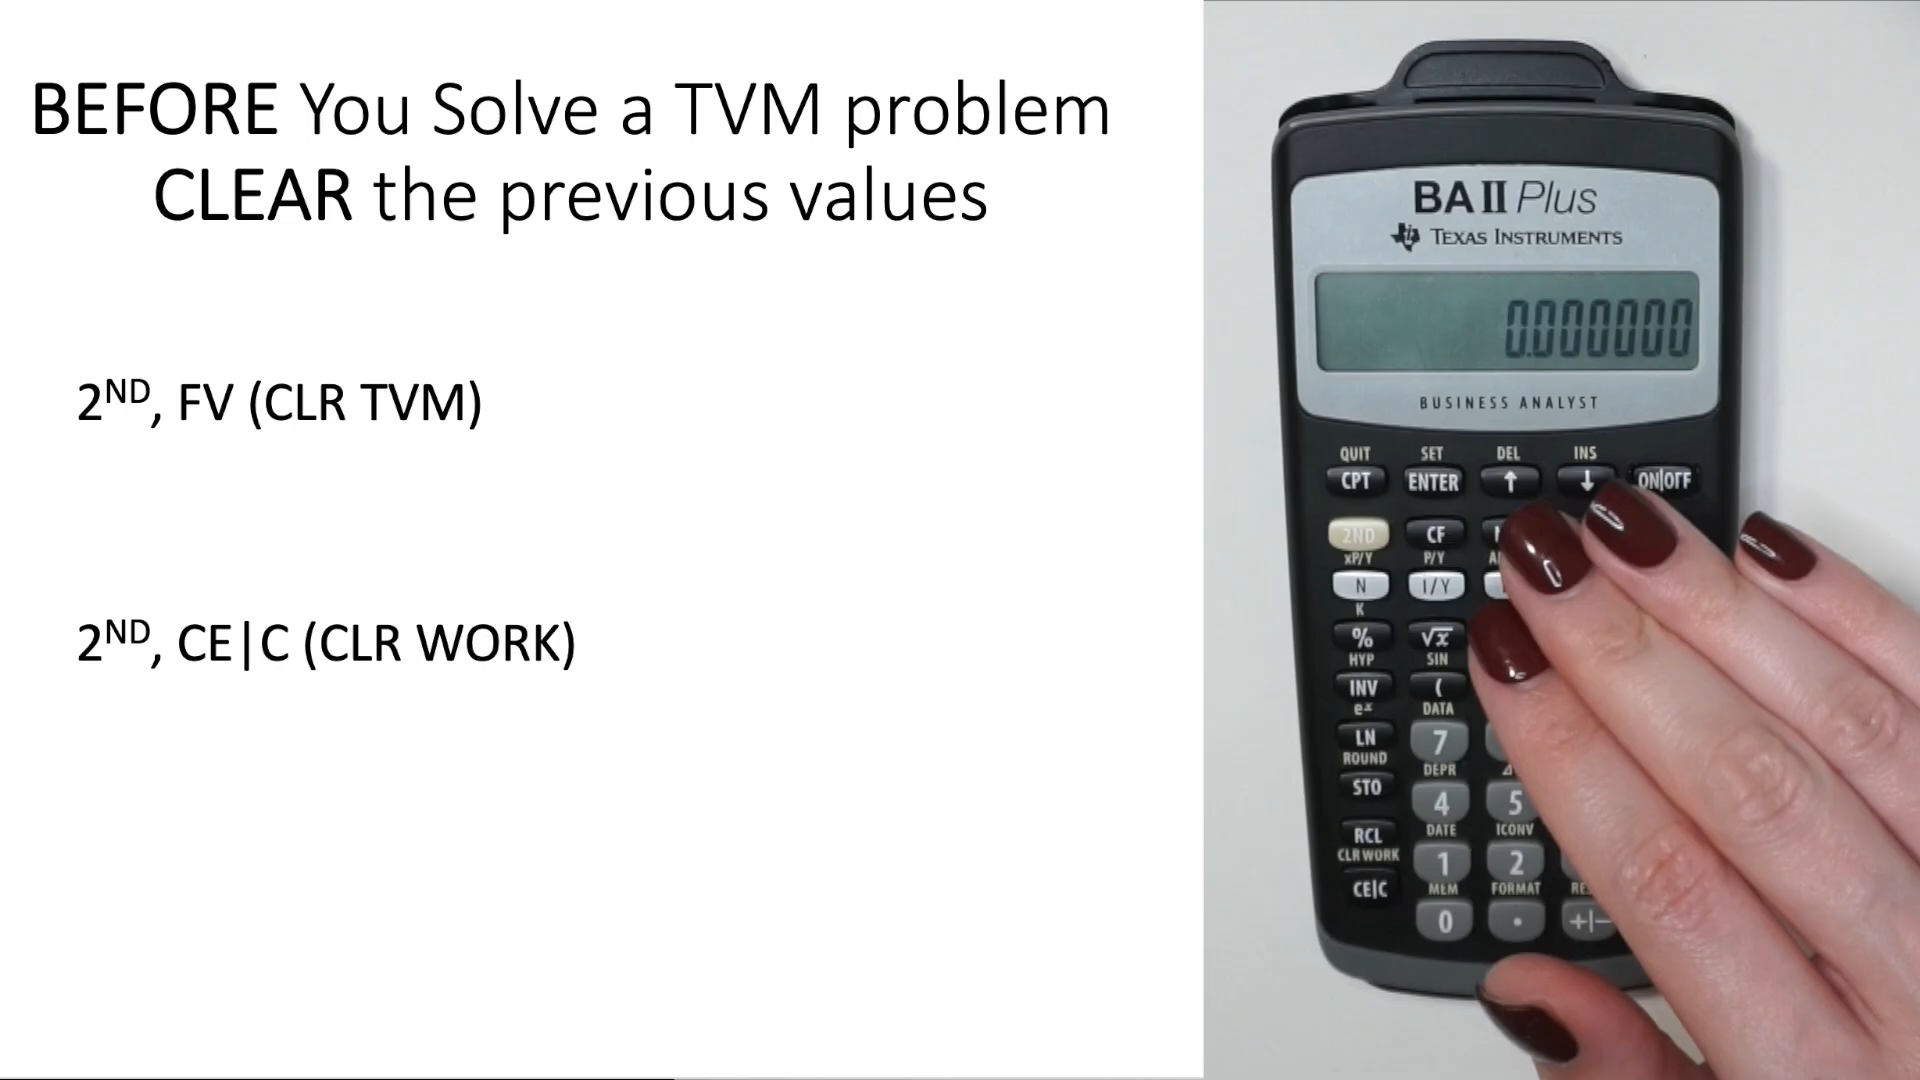 BEFORE You Solve a TVM problem
CLEAR the previous values
2ND, FV (CLR TVM)
2ND, CE|C (CLR WORK)
BA II Plus
TEXAS INSTRUMENTS
0.000000
BUSINESS ANALYST
QUIT SET DEL INS
CPT ENTER ↑ ↓ ON|OFF
2ND CF
xP/Y P/Y
N I/Y
K
% √x
HYP SIN
INV (
eˣ DATA
LN 7
ROUND DEPR
STO 4 5
DATE ICONV
RCL 1 2
CLR WORK
CE|C MEM FORMAT
0 . +|−